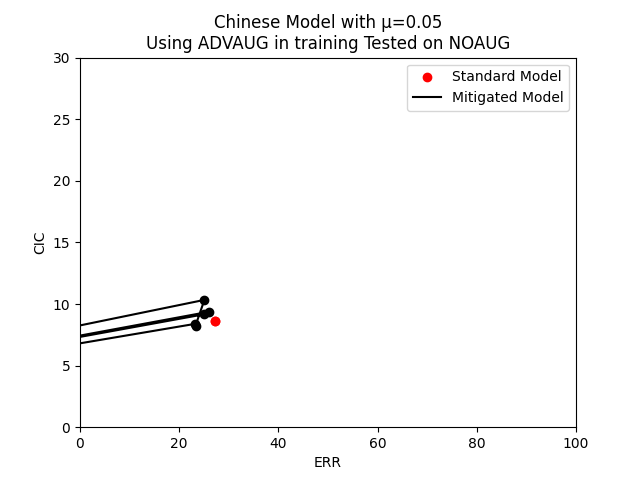 Chinese Model with μ=0.05
Using ADVAUG in training Tested on NOAUG
Standard Model
Mitigated Model
30
25
20
15
10
5
0
CIC
0 20 40 60 80 100
ERR